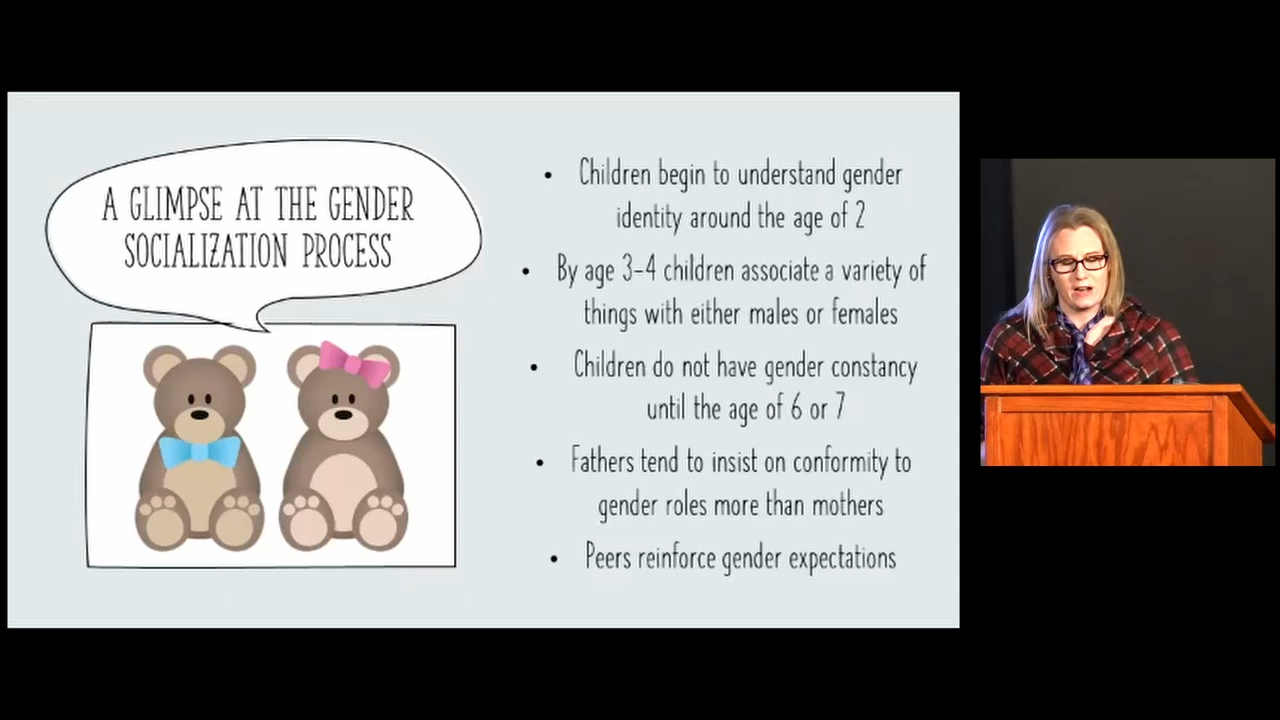 A GLIMPSE AT THE GENDER
SOCIALIZATION PROCESS
• Children begin to understand gender
identity around the age of 2
• By age 3-4 children associate a variety of
things with either males or females
• Children do not have gender constancy
until the age of 6 or 7
• Fathers tend to insist on conformity to
gender roles more than mothers
• Peers reinforce gender expectations